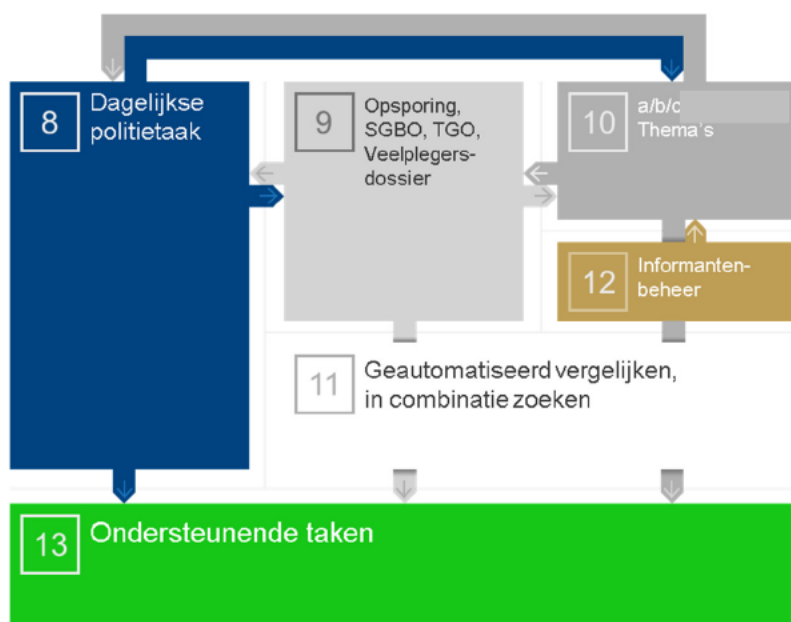 8
Dagelijkse
politietaak
9
Opsporing,
SGBO, TGO,
Veelplegers-
dossier
10
a/b/c
Thema's
12
Informanten-
beheer
11
Geautomatiseerd vergelijken,
in combinatie zoeken
13
Ondersteunende taken